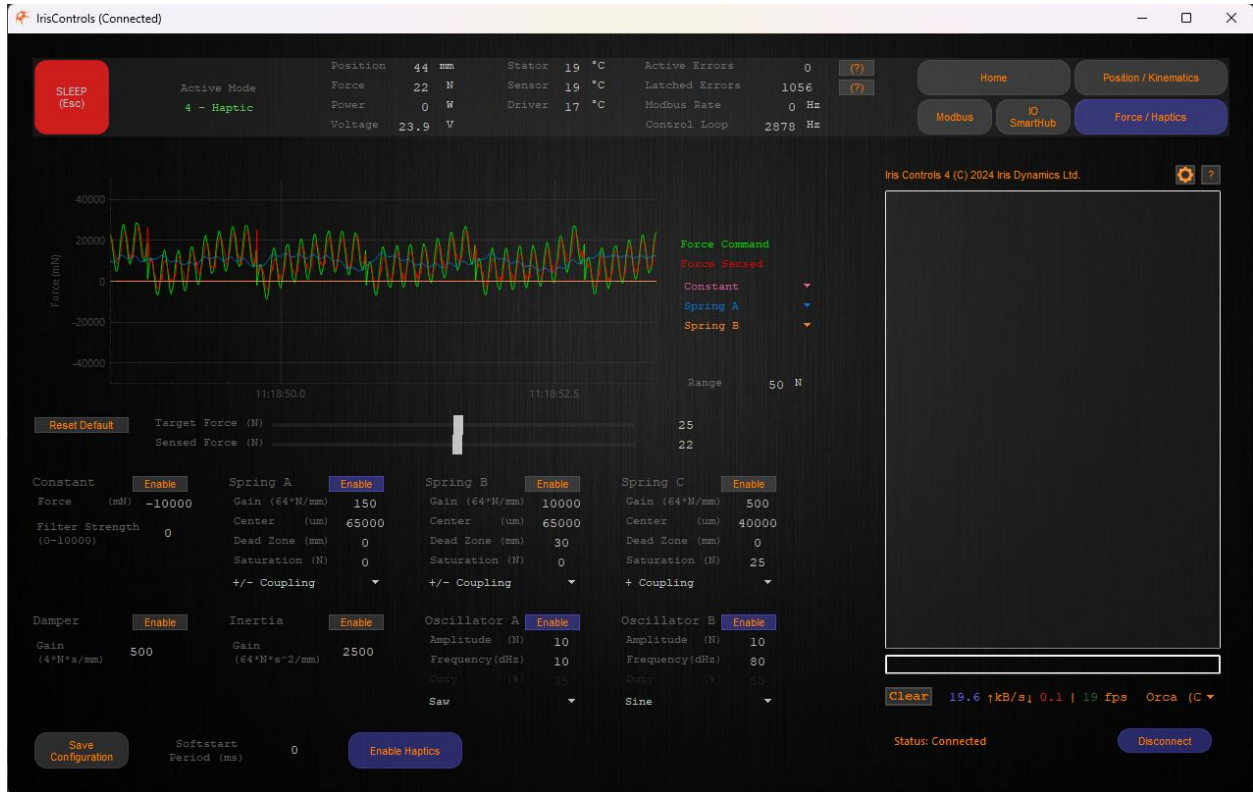 IrisControls (Connected)
SLEEP
(Esc)
Active Mode
4 - Haptic
Position 44 mm
Force 22 N
Power 0 W
Voltage 23.9 V
Stator 19 °C
Sensor 19 °C
Driver 17 °C
Active Errors 0 (?)
Latched Errors 1056 (?)
Modbus Rate 0 Hz
Control Loop 2878 Hz
Home
Position / Kinematics
Modbus
IO
SmartHub
Force / Haptics
Iris Controls 4 (C) 2024 Iris Dynamics Ltd.
?
Force(mN)
40000
20000
0
-20000
-40000
11:18:50.0
11:18:52.5
Force Command
Force Sensed
Constant
Spring A
Spring B
Range 50 N
Reset Default
Target Force (N) 25
Sensed Force (N) 22
Constant Enable
Force (mN) -10000
Filter Strength
(0-10000) 0
Spring A Enable
Gain (64*N/mm) 150
Center (um) 65000
Dead Zone (mm) 0
Saturation (N) 0
+/- Coupling
Spring B Enable
Gain (64*N/mm) 10000
Center (um) 65000
Dead Zone (mm) 30
Saturation (N) 0
+/- Coupling
Spring C Enable
Gain (64*N/mm) 500
Center (um) 40000
Dead Zone (mm) 0
Saturation (N) 25
+ Coupling
Damper Enable
Gain
(4*N*s/mm) 500
Inertia Enable
Gain
(64*N*s^2/mm) 2500
Oscillator A Enable
Amplitude (N) 10
Frequency(dHz) 10
Duty (%) 35
Saw
Oscillator B Enable
Amplitude (N) 10
Frequency(dHz) 80
Duty (%) 50
Sine
Save
Configuration
Softstart
Period (ms) 0
Enable Haptics
Clear 19.6 ↑kB/s↓ 0.1 | 19 fps Orca (C
Status: Connected
Disconnect